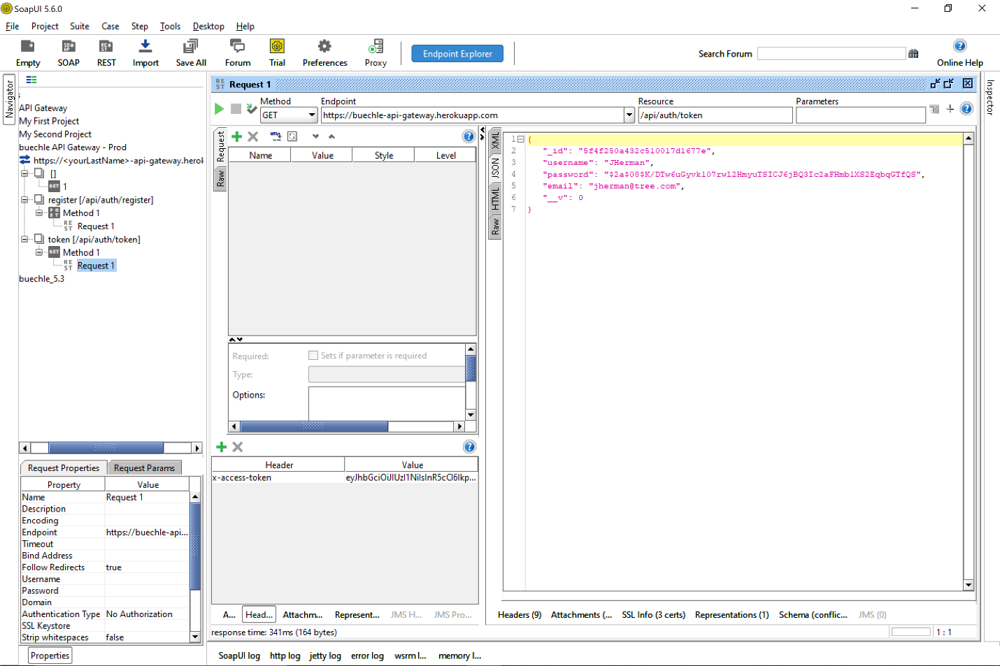 SoapUI 5.6.0
File Project Suite Case Step Tools Desktop Help
Empty SOAP REST Import Save All Forum Trial Preferences Proxy Endpoint Explorer Search Forum Online Help
Navigator
API Gateway
My First Project
My Second Project
buechle API Gateway - Prod
https://<yourLastName>-api-gateway.herok
[]
GET 1
register [/api/auth/register]
Method 1
REST Request 1
token [/api/auth/token]
GET Method 1
REST Request 1
buechle_5.3
Request Properties Request Params
Property Value
Name Request 1
Description
Encoding
Endpoint https://buechle-api...
Timeout
Bind Address
Follow Redirects true
Username
Password
Domain
Authentication Type No Authorization
SSL Keystore
Strip whitespaces false
Properties
REST Request 1
Method Endpoint Resource Parameters
GET https://buechle-api-gateway.herokuapp.com /api/auth/token
Request
Raw
Name Value Style Level
Required: Sets if parameter is required
Type:
Options:
Header Value
x-access-token
A... Head... Attachm... Represent... JMS H... JMS Pro...
response time: 341ms (164 bytes)
XML
JSON
HTML
Raw
1 {
2 "_id": "5f4f250a432c510017d1677e",
3 "username": "JHerman",
4 "password":
5 "email": "jherman@tree.com",
6 "__v": 0
7 }
Headers (9) Attachments (... SSL Info (3 certs) Representations (1) Schema (conflic... JMS (0)
1 : 1
Inspector
SoapUI log http log jetty log error log wsrm l... memory l...